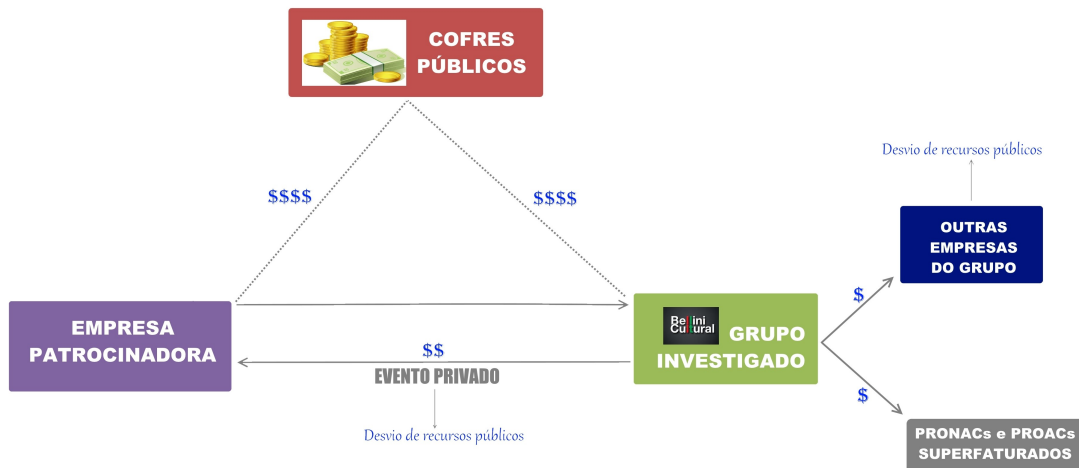 COFRES
PÚBLICOS
$$$$
$$$$
Desvio de recursos públicos
OUTRAS
EMPRESAS
DO GRUPO
$
EMPRESA
PATROCINADORA
Bellini
Cultural
GRUPO
INVESTIGADO
$$
EVENTO PRIVADO
Desvio de recursos públicos
$
PRONACs e PROACs
SUPERFATURADOS